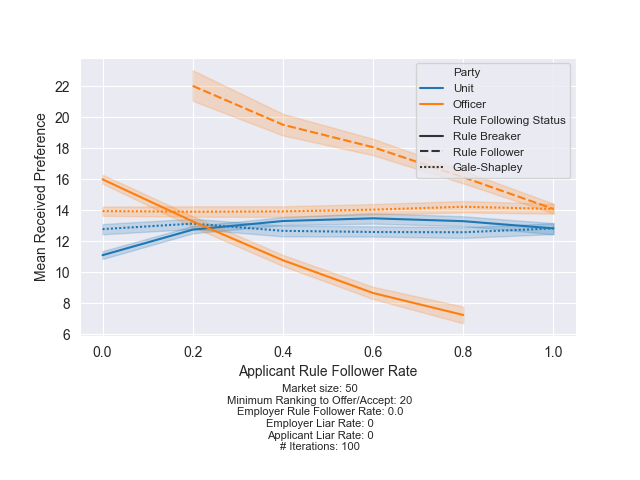 Party
Unit
Officer
Rule Following Status
Rule Breaker
Rule Follower
Gale-Shapley
Mean Received Preference
22
20
18
16
14
12
10
8
6
0.0 0.2 0.4 0.6 0.8 1.0
Applicant Rule Follower Rate
Market size: 50
Minimum Ranking to Offer/Accept: 20
Employer Rule Follower Rate: 0.0
Employer Liar Rate: 0
Applicant Liar Rate: 0
# Iterations: 100